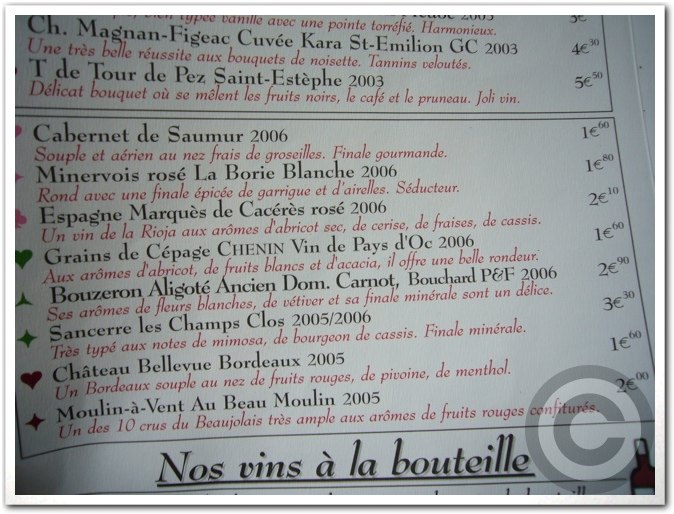 bien typée vanille avec une pointe torréfié. Harmonieux.
Ch. Magnan-Figeac Cuvée Kara St-Emilion GC 2003 4€30
Une très belle réussite aux bouquets de noisette. Tannins veloutés.
T de Tour de Pez Saint-Estèphe 2003 5€50
Délicat bouquet où se mêlent les fruits noirs, le café et le pruneau. Joli vin.
Cabernet de Saumur 2006 1€60
Souple et aérien au nez frais de groseilles. Finale gourmande.
Minervois rosé La Borie Blanche 2006 1€80
Rond avec une finale épicée de garrigue et d'airelles. Séducteur.
Espagne Marquès de Cacérès rosé 2006 2€10
Un vin de la Rioja aux arômes d'abricot sec, de cerise, de fraises, de cassis.
Grains de Cépage CHENIN Vin de Pays d'Oc 2006 1€60
Aux arômes d'abricot, de fruits blancs et d'acacia, il offre une belle rondeur.
Bouzeron Aligoté Ancien Dom. Carnot, Bouchard P&F 2006 2€90
Ses arômes de fleurs blanches, de vétiver et sa finale minérale sont un délice.
Sancerre les Champs Clos 2005/2006 3€30
Très typé aux notes de mimosa, de bourgeon de cassis. Finale minérale.
Château Bellevue Bordeaux 2005 1€60
Un Bordeaux souple au nez de fruits rouges, de pivoine, de menthol.
Moulin-à-Vent Au Beau Moulin 2005 2€00
Un des 10 crus du Beaujolais très ample aux arômes de fruits rouges confiturés.
Nos vins à la bouteille
©